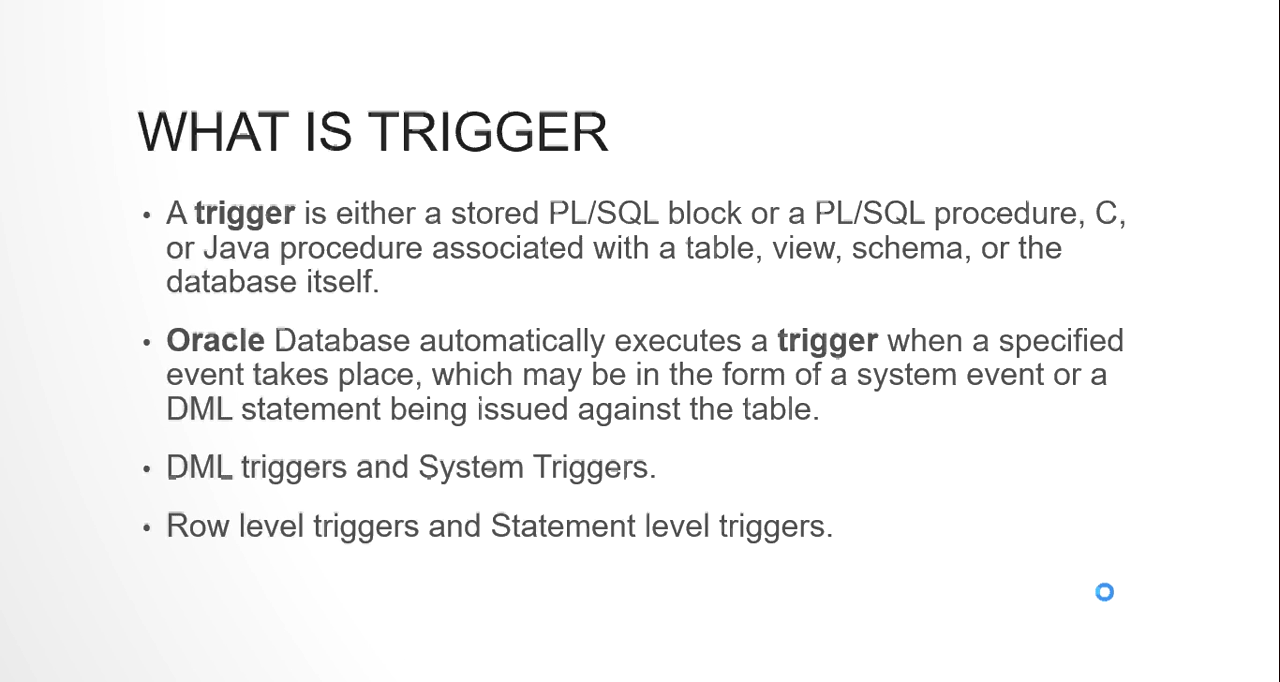 WHAT IS TRIGGER
• A trigger is either a stored PL/SQL block or a PL/SQL procedure, C,
or Java procedure associated with a table, view, schema, or the
database itself.
• Oracle Database automatically executes a trigger when a specified
event takes place, which may be in the form of a system event or a
DML statement being issued against the table.
• DML triggers and System Triggers.
• Row level triggers and Statement level triggers.